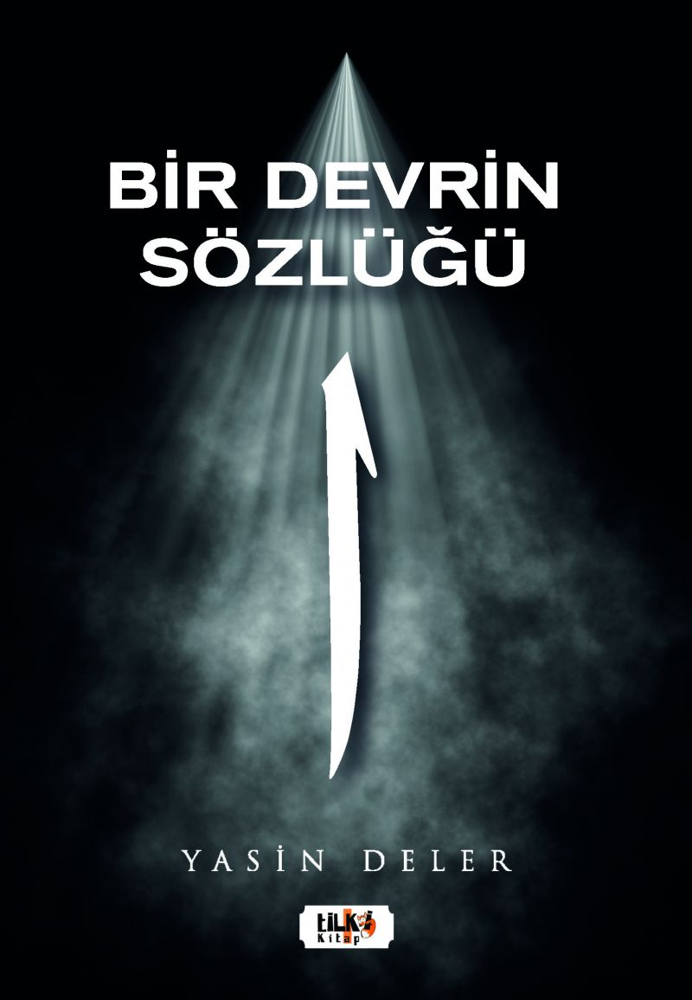 BİR DEVRİN
SÖZLÜĞÜ
ا
YASİN DELER
tiLKi
Kitap